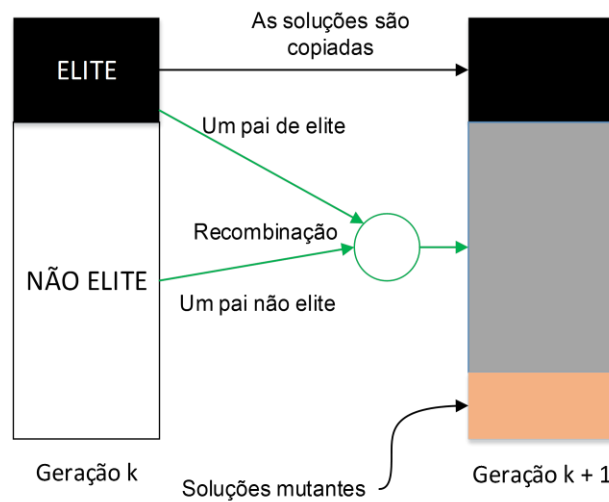 As soluções são
copiadas
ELITE
Um pai de elite
Recombinação
NÃO ELITE
Um pai não elite
Geração k
Soluções mutantes
Geração k + 1